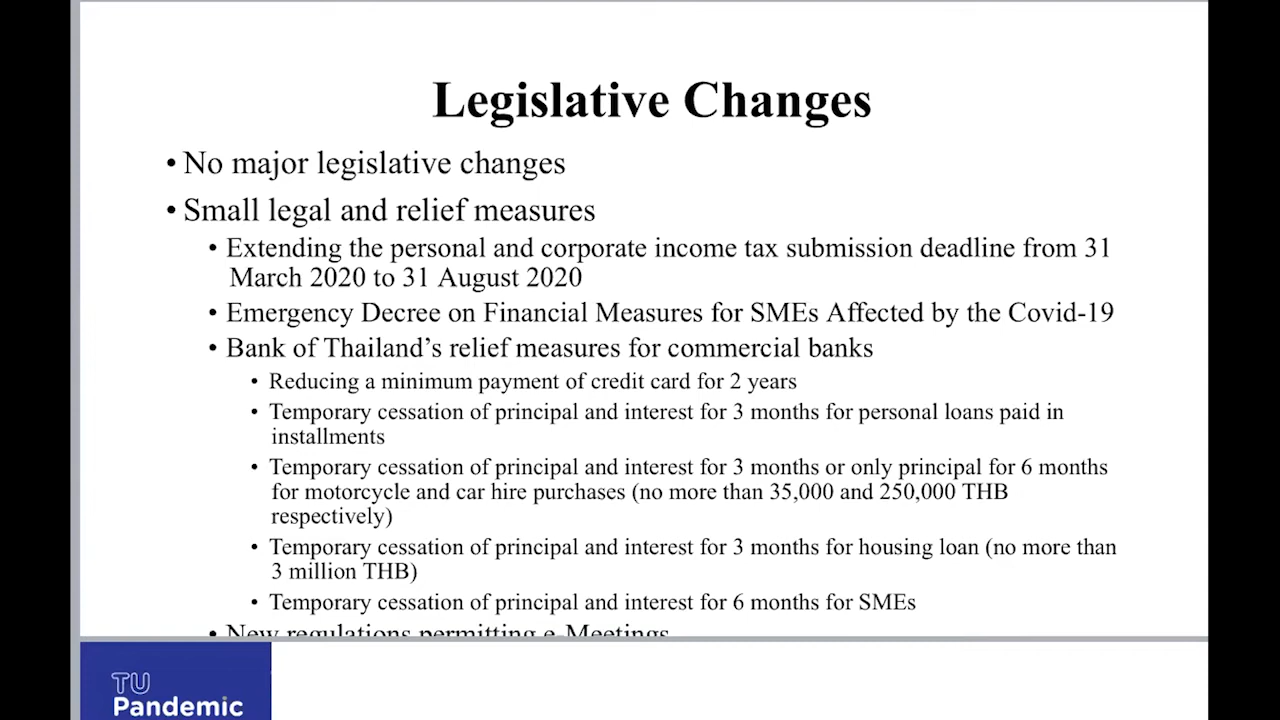 Legislative Changes
• No major legislative changes
• Small legal and relief measures
• Extending the personal and corporate income tax submission deadline from 31
March 2020 to 31 August 2020
• Emergency Decree on Financial Measures for SMEs Affected by the Covid-19
• Bank of Thailand’s relief measures for commercial banks
• Reducing a minimum payment of credit card for 2 years
• Temporary cessation of principal and interest for 3 months for personal loans paid in
installments
• Temporary cessation of principal and interest for 3 months or only principal for 6 months
for motorcycle and car hire purchases (no more than 35,000 and 250,000 THB
respectively)
• Temporary cessation of principal and interest for 3 months for housing loan (no more than
3 million THB)
• Temporary cessation of principal and interest for 6 months for SMEs
• New regulations permitting e-Meetings
TU
Pandemic